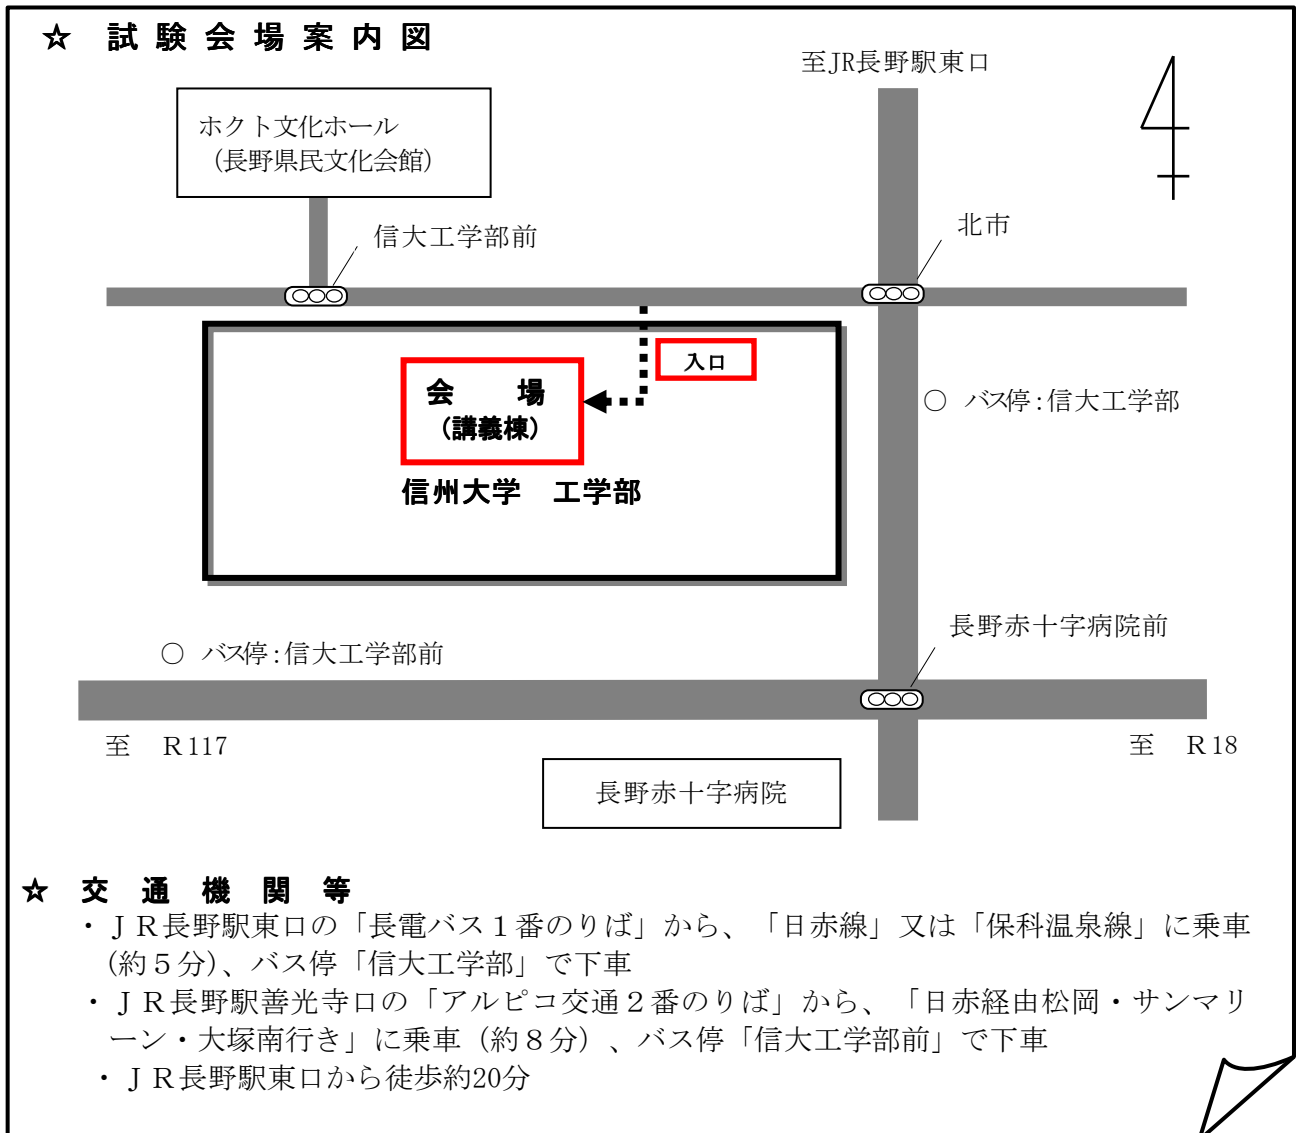 ☆ 試験会場案内図
至JR長野駅東口
ホクト文化ホール
（長野県民文化会館）
信大工学部前
北市
入口
会　場
（講義棟）
○ バス停：信大工学部
信州大学　工学部
長野赤十字病院前
○ バス停：信大工学部前
至　Ｒ117
至　Ｒ18
長野赤十字病院
☆ 交通機関等
・ＪＲ長野駅東口の「長電バス１番のりば」から、「日赤線」又は「保科温泉線」に乗車
（約５分）、バス停「信大工学部」で下車
・ＪＲ長野駅善光寺口の「アルピコ交通２番のりば」から、「日赤経由松岡・サンマリ
ーン・大塚南行き」に乗車（約８分）、バス停「信大工学部前」で下車
・ＪＲ長野駅東口から徒歩約20分